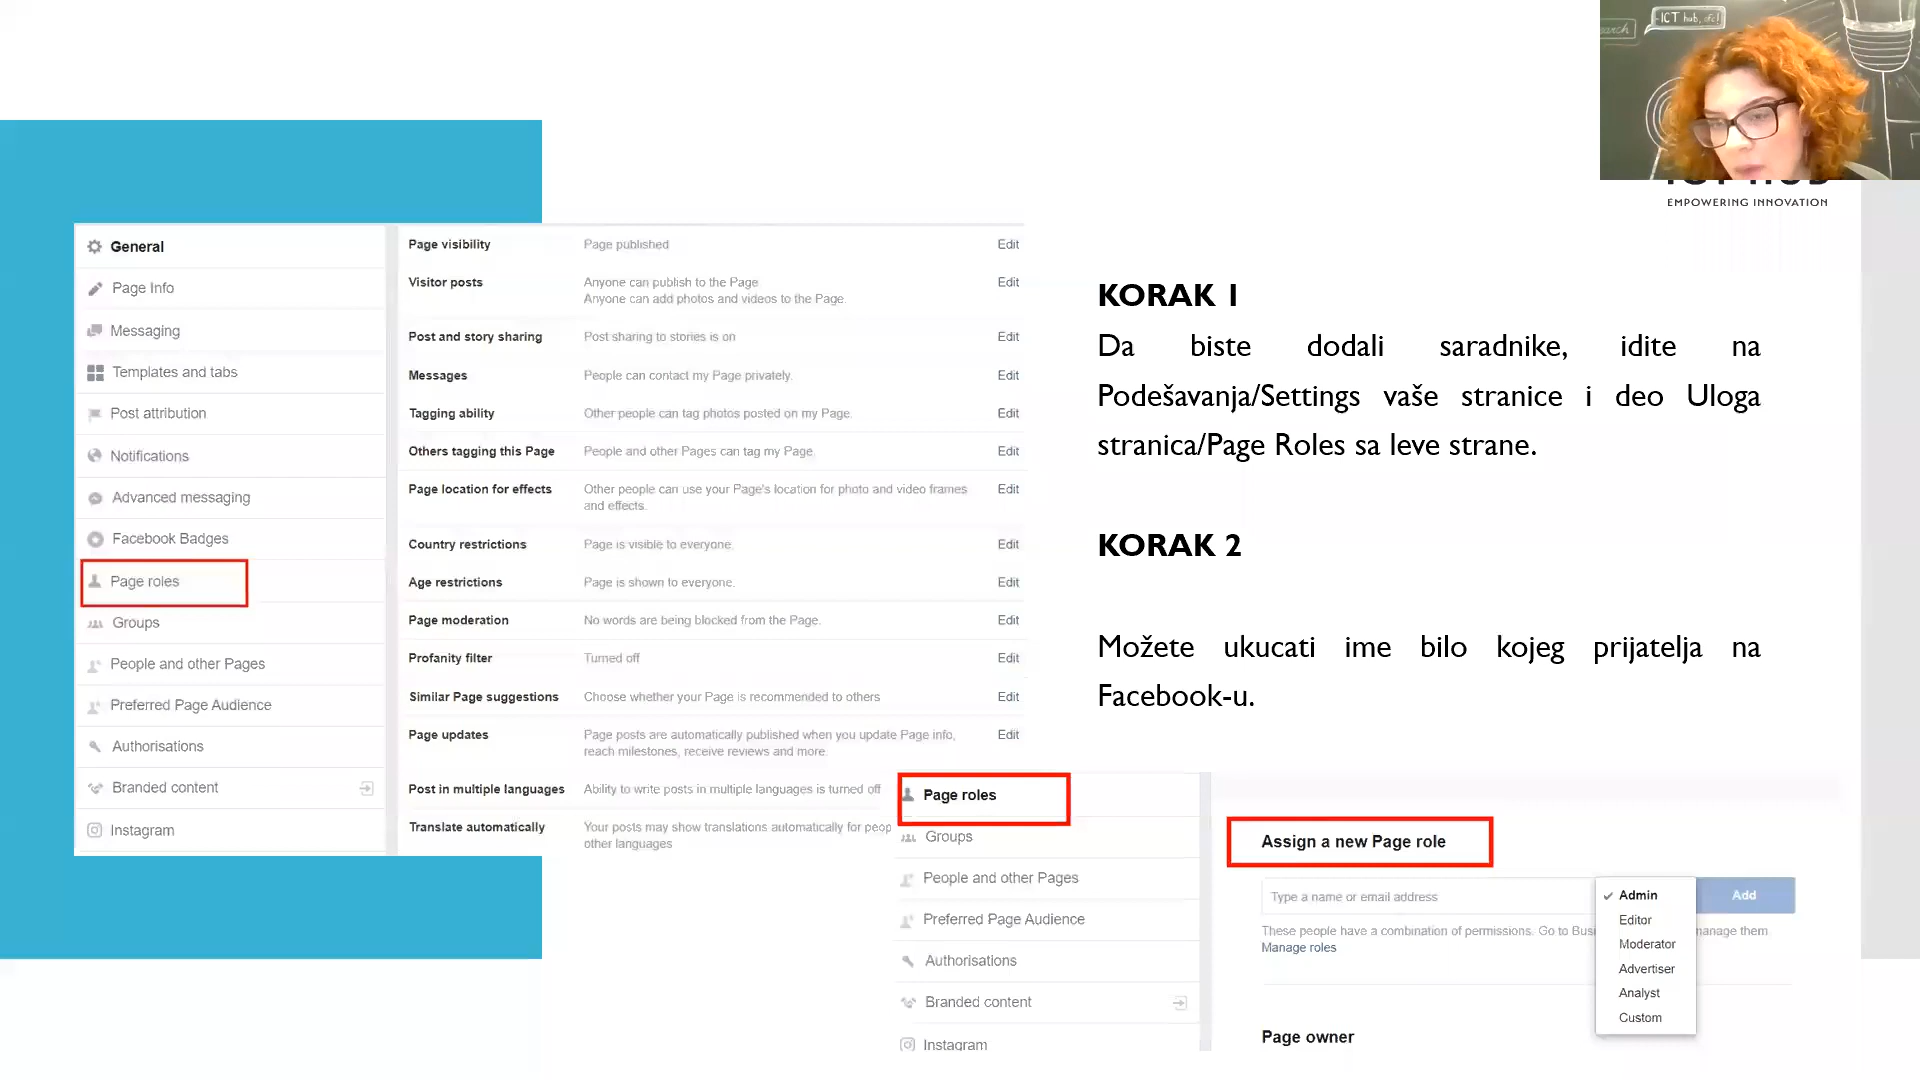 ICT hub, ofc!
earch
EMPOWERING INNOVATION
General
Page Info
Messaging
Templates and tabs
Post attribution
Notifications
Advanced messaging
Facebook Badges
Page roles
Groups
People and other Pages
Preferred Page Audience
Authorisations
Branded content
Instagram
Page visibility Page published Edit
Visitor posts Anyone can publish to the Page Edit
Anyone can add photos and videos to the Page.
Post and story sharing Post sharing to stories is on Edit
Messages People can contact my Page privately. Edit
Tagging ability Other people can tag photos posted on my Page. Edit
Others tagging this Page People and other Pages can tag my Page. Edit
Page location for effects Other people can use your Page's location for photo and video frames Edit
and effects.
Country restrictions Page is visible to everyone. Edit
Age restrictions Page is shown to everyone. Edit
Page moderation No words are being blocked from the Page. Edit
Profanity filter Turned off Edit
Similar Page suggestions Choose whether your Page is recommended to others Edit
Page updates Page posts are automatically published when you update Page info, Edit
reach milestones, receive reviews and more.
Post in multiple languages Ability to write posts in multiple languages is turned off
Translate automatically Your posts may show translations automatically for peop
other languages
KORAK 1
Da biste dodali saradnike, idite na
Podešavanja/Settings vaše stranice i deo Uloga
stranica/Page Roles sa leve strane.
KORAK 2
Možete ukucati ime bilo kojeg prijatelja na
Facebook-u.
Page roles
Groups
People and other Pages
Preferred Page Audience
Authorisations
Branded content
Instagram
Assign a new Page role
Type a name or email address
Add
These people have a combination of permissions. Go to Busi manage them.
Manage roles
Admin
Editor
Moderator
Advertiser
Analyst
Custom
Page owner